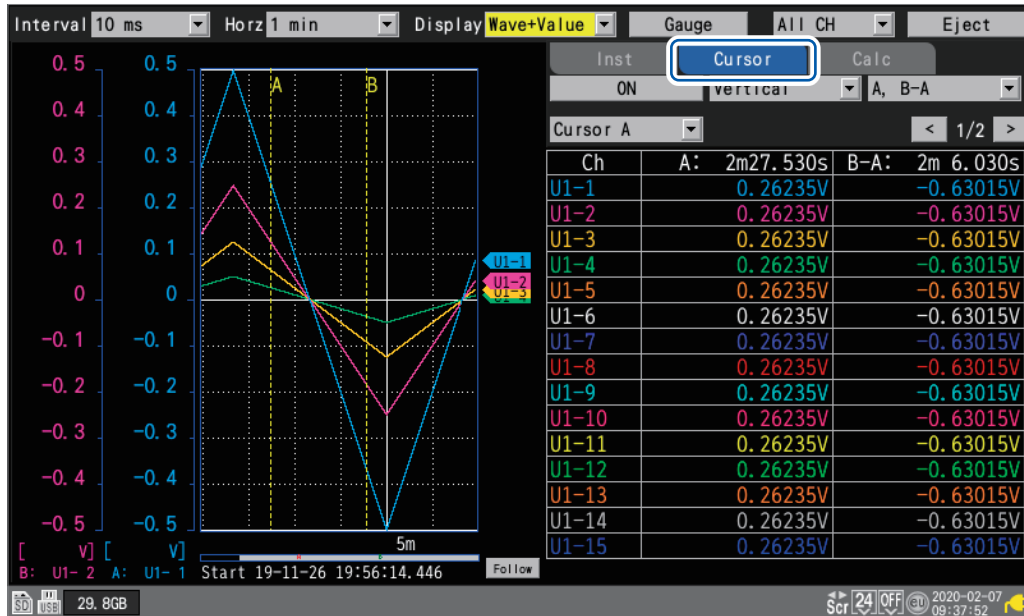 Interval 10 ms Horz 1 min Display Wave+Value Gauge All CH Eject
Inst Cursor Calc
ON Vertical A, B-A
Cursor A < 1/2 >
Ch A: 2m27.530s B-A: 2m 6.030s
U1-1 0.26235V -0.63015V
U1-2 0.26235V -0.63015V
U1-3 0.26235V -0.63015V
U1-4 0.26235V -0.63015V
U1-5 0.26235V -0.63015V
U1-6 0.26235V -0.63015V
U1-7 0.26235V -0.63015V
U1-8 0.26235V -0.63015V
U1-9 0.26235V -0.63015V
U1-10 0.26235V -0.63015V
U1-11 0.26235V -0.63015V
U1-12 0.26235V -0.63015V
U1-13 0.26235V -0.63015V
U1-14 0.26235V -0.63015V
U1-15 0.26235V -0.63015V
0.5 0.5
A B
0.4 0.4
0.3 0.3
0.2 0.2
0.1 0.1
U1-1
U1-2
U1-3
U1-4
0 0
-0.1 -0.1
-0.2 -0.2
-0.3 -0.3
-0.4 -0.4
-0.5 -0.5
5m
[ V] [ V]
B: U1- 2 A: U1- 1 Start 19-11-26 19:56:14.446 Follow
SD USB 29.8GB Scr 24 OFF 2020-02-07
09:37:52